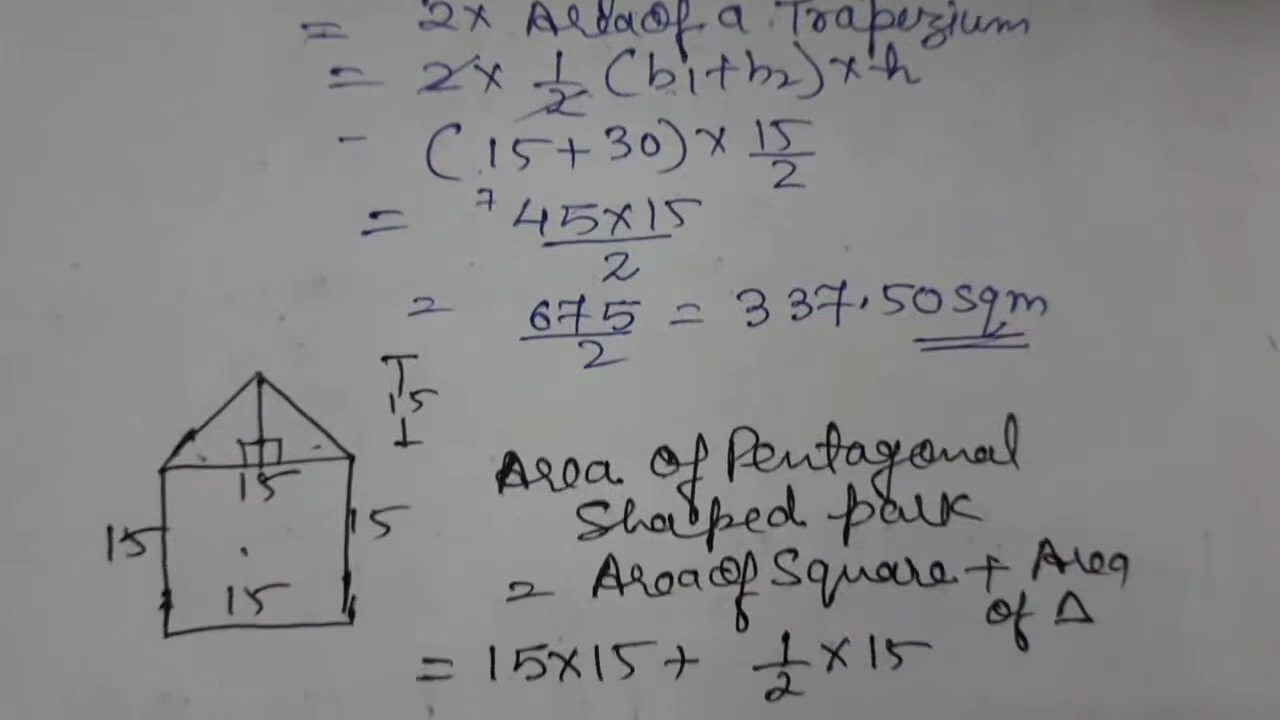 = 2x Area of a Trapezium
= 2x 1/2 (b1+b2) x h
- (15+30) x 15/2
= 7 45x15/2
= 675/2 = 337.50 sqm
15
15
15
15
15
Area of Pentagonal
Shaped park
= Area of Square + Area
of Δ
= 15x15 + 1/2 x 15